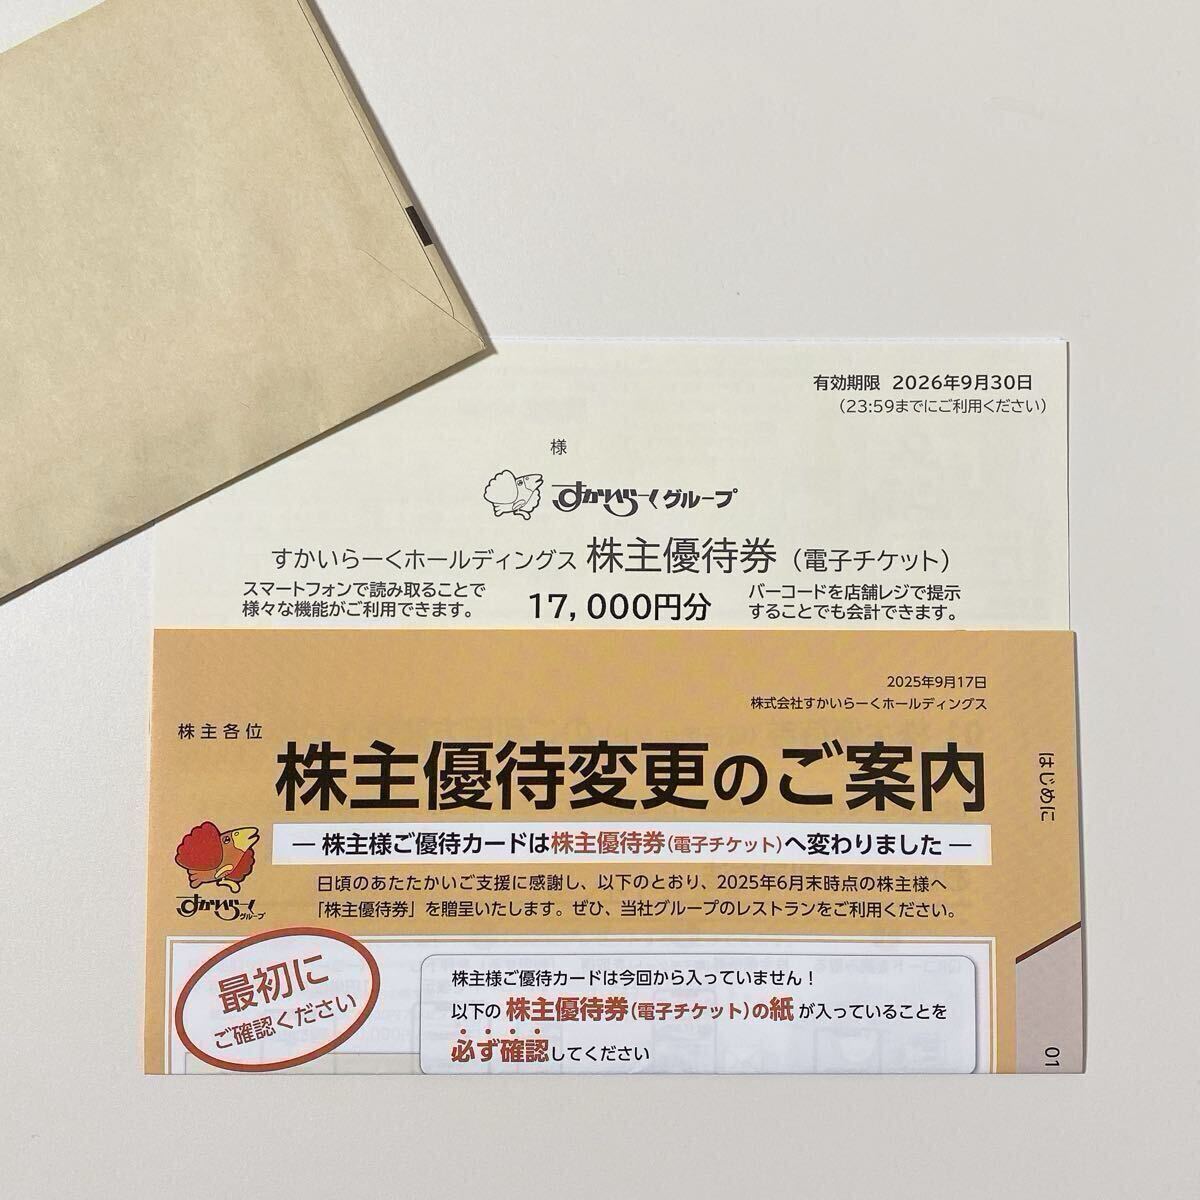 有効期限 2026年9月30日
(23:59までにご利用ください)
様
すかいらーくグループ
すかいらーくホールディングス 株主優待券(電子チケット)
スマートフォンで読み取ることで
様々な機能がご利用できます。
17,000円分
バーコードを店舗レジで提示
することでも会計できます。
2025年9月17日
株式会社すかいらーくホールディングス
株主各位
株主優待変更のご案内
― 株主様ご優待カードは株主優待券(電子チケット)へ変わりました ―
すかいらーくグループ
日頃のあたたかいご支援に感謝し、以下のとおり、2025年6月末時点の株主様へ
「株主優待券」を贈呈いたします。ぜひ、当社グループのレストランをご利用ください。
最初に
ご確認ください
株主様ご優待カードは今回から入っていません!
以下の 株主優待券(電子チケット)の紙 が入っていることを
必ず確認してください
はじめに
01